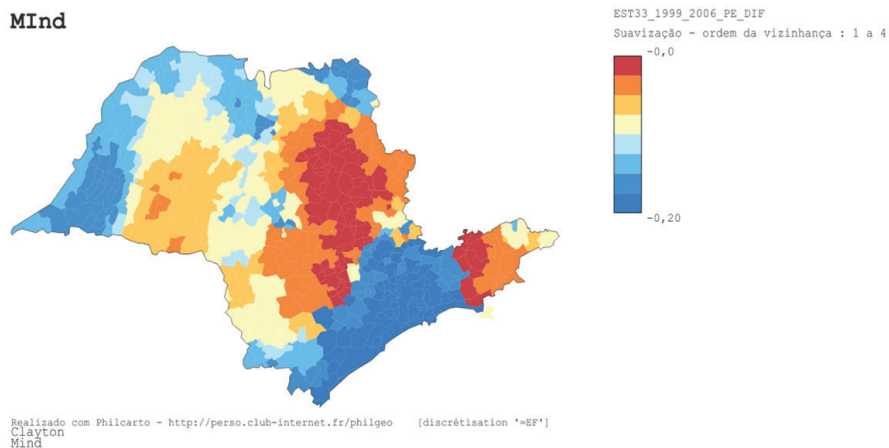 MInd
EST33_1999_2006_PE_DIF
Suavização - ordem da vizinhança : 1 a 4
-0,0
-0,20
Realizado com Philcarto - http://perso.club-internet.fr/philgeo [discrétisation '=EF']
Clayton
Mind